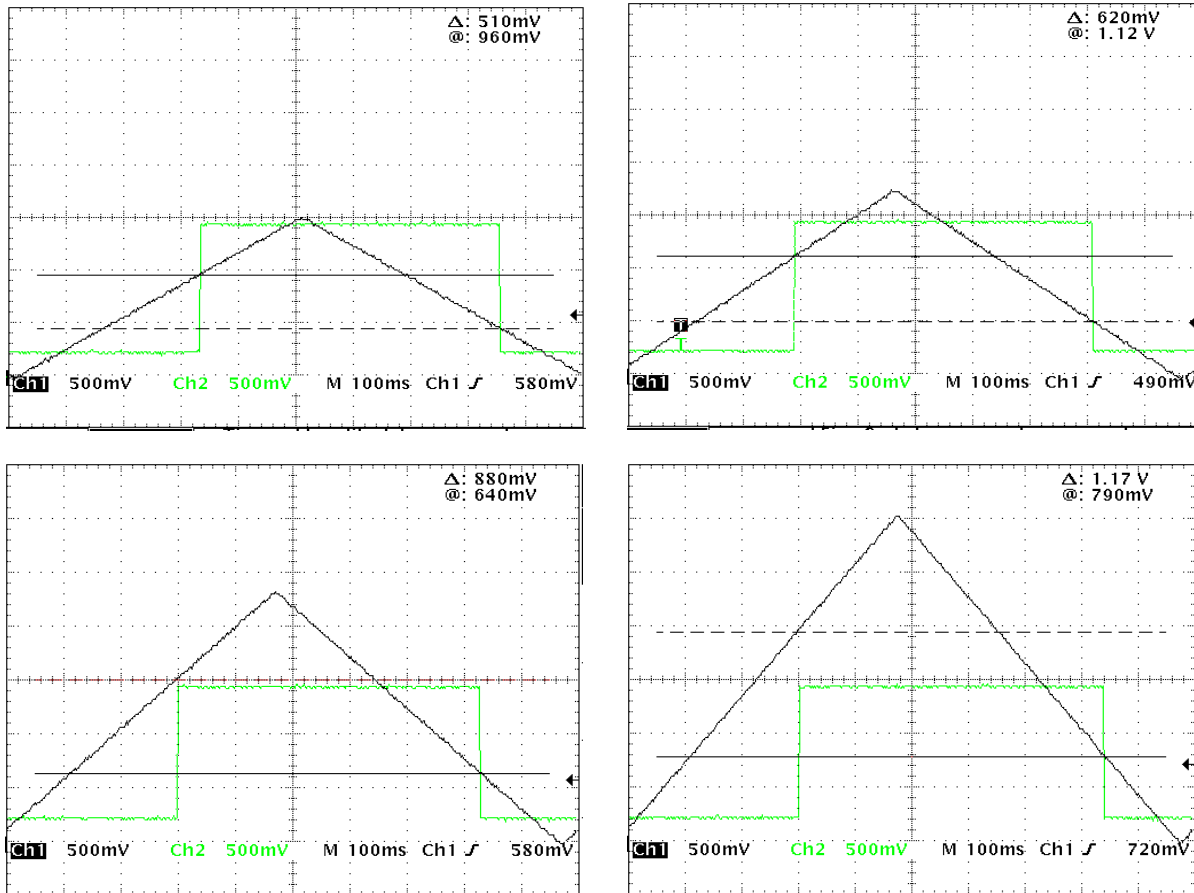 Δ: 510mV
@: 960mV
Ch1 500mV Ch2 500mV M 100ms Ch1 580mV
Δ: 620mV
@: 1.12 V
T
T
Ch1 500mV Ch2 500mV M 100ms Ch1 490mV
Δ: 880mV
@: 640mV
Ch1 500mV Ch2 500mV M 100ms Ch1 580mV
Δ: 1.17 V
@: 790mV
Ch1 500mV Ch2 500mV M 100ms Ch1 720mV